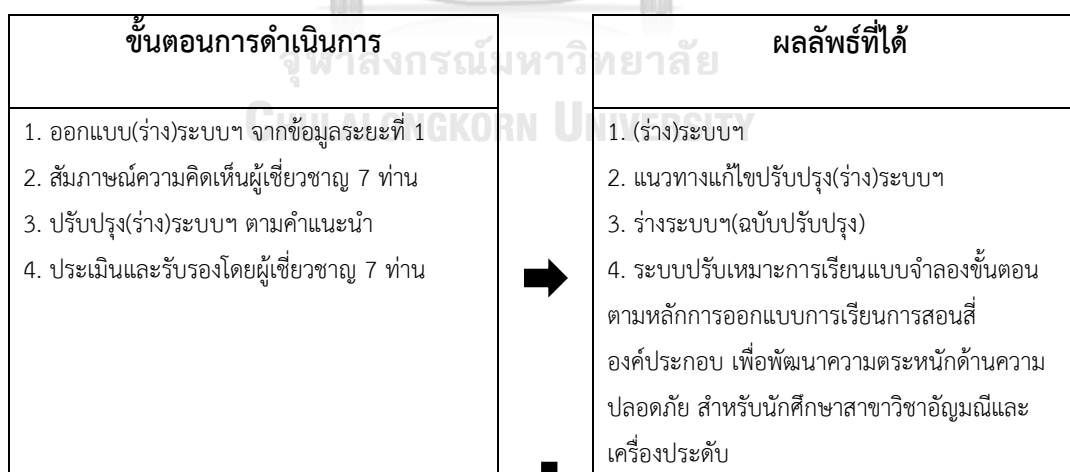 ขั้นตอนการดำเนินการ
1. ออกแบบ(ร่าง)ระบบฯ จากข้อมูลระยะที่ 1
2. สัมภาษณ์ความคิดเห็นผู้เชี่ยวชาญ 7 ท่าน
3. ปรับปรุง(ร่าง)ระบบฯ ตามคำแนะนำ
4. ประเมินและรับรองโดยผู้เชี่ยวชาญ 7 ท่าน
ผลลัพธ์ที่ได้
1. (ร่าง)ระบบฯ
2. แนวทางแก้ไขปรับปรุง(ร่าง)ระบบฯ
3. ร่างระบบฯ(ฉบับปรับปรุง)
4. ระบบปรับเหมาะการเรียนแบบจำลองขั้นตอน
ตามหลักการออกแบบการเรียนการสอนสี่
องค์ประกอบ เพื่อพัฒนาความตระหนักด้านความ
ปลอดภัย สำหรับนักศึกษาสาขาวิชาอัญมณีและ
เครื่องประดับ
จุฬาลงกรณ์มหาวิทยาลัย
CHULALONGKORN UNIVERSITY